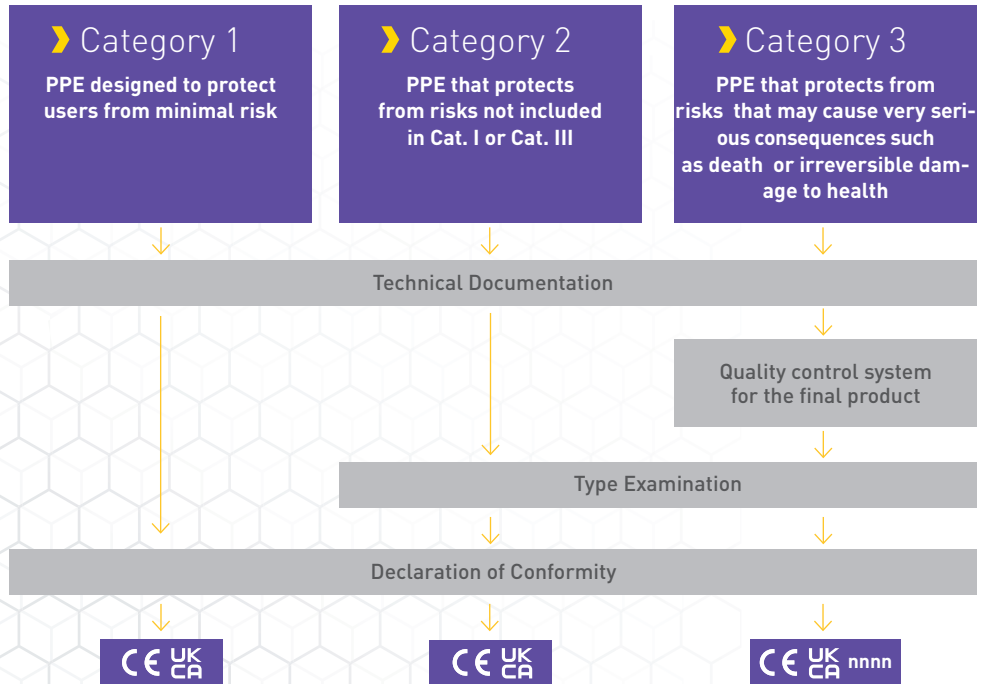 Category 1
PPE designed to protect
users from minimal risk
Category 2
PPE that protects
from risks not included
in Cat. I or Cat. III
Category 3
PPE that protects from
risks that may cause very seri-
ous consequences such
as death or irreversible dam-
age to health
Technical Documentation
Quality control system
for the final product
Type Examination
Declaration of Conformity
CE UK
CA
CE UK
CA
CE UK
CA nnnn